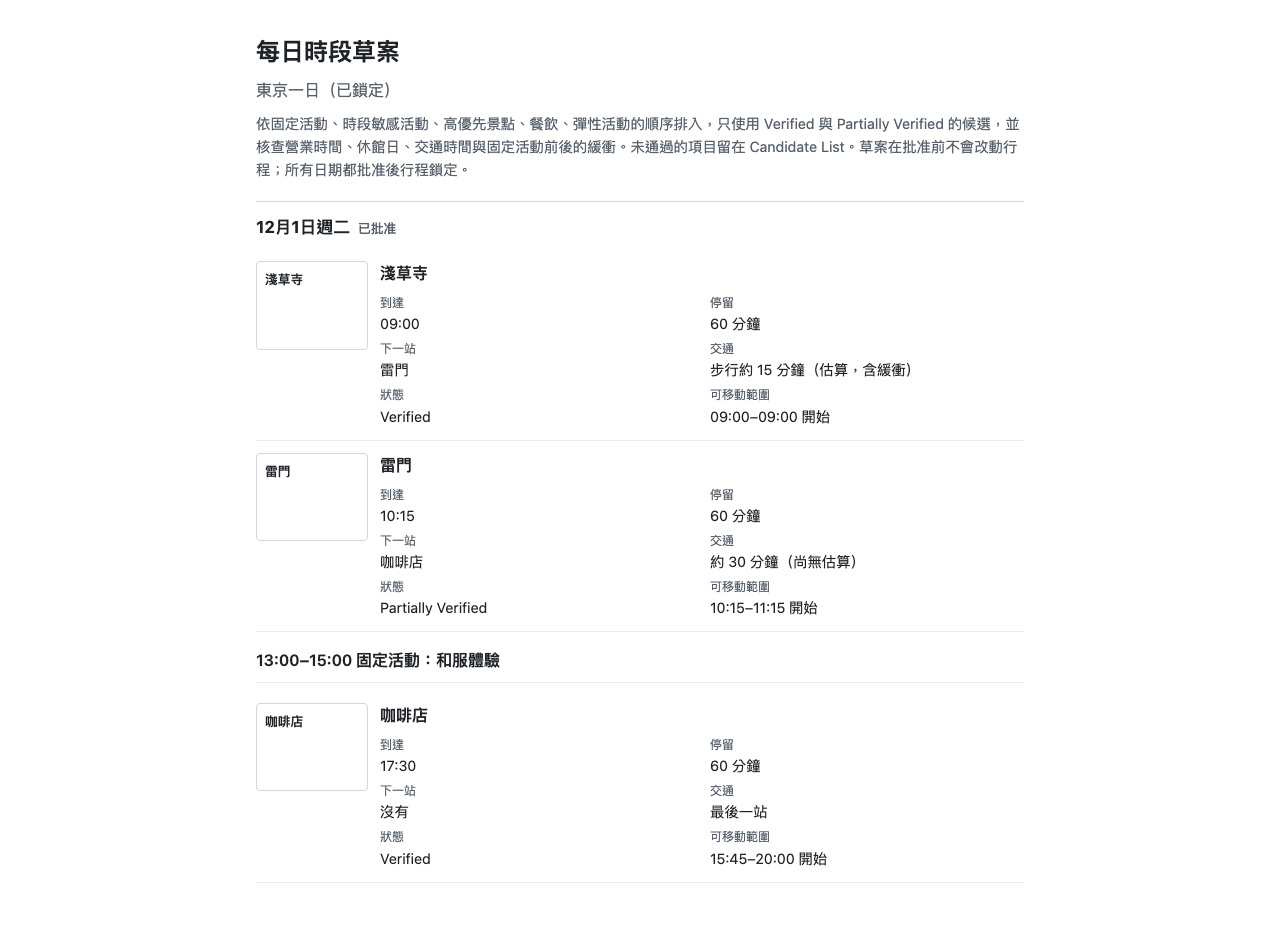 每日時段草案
東京一日（已鎖定）
依固定活動、時段敏感活動、高優先景點、餐飲、彈性活動的順序排入，只使用 Verified 與 Partially Verified 的候選，並
核查營業時間、休館日、交通時間與固定活動前後的緩衝。未通過的項目留在 Candidate List。草案在批准前不會改動行
程；所有日期都批准後行程鎖定。
12月1日週二 已批准
淺草寺
淺草寺
到達
停留
09:00
60 分鐘
下一站
交通
雷門
步行約 15 分鐘（估算，含緩衝）
狀態
可移動範圍
Verified
09:00–09:00 開始
雷門
雷門
到達
停留
10:15
60 分鐘
下一站
交通
咖啡店
約 30 分鐘（尚無估算）
狀態
可移動範圍
Partially Verified
10:15–11:15 開始
13:00–15:00 固定活動：和服體驗
咖啡店
咖啡店
到達
停留
17:30
60 分鐘
下一站
交通
沒有
最後一站
狀態
可移動範圍
Verified
15:45–20:00 開始